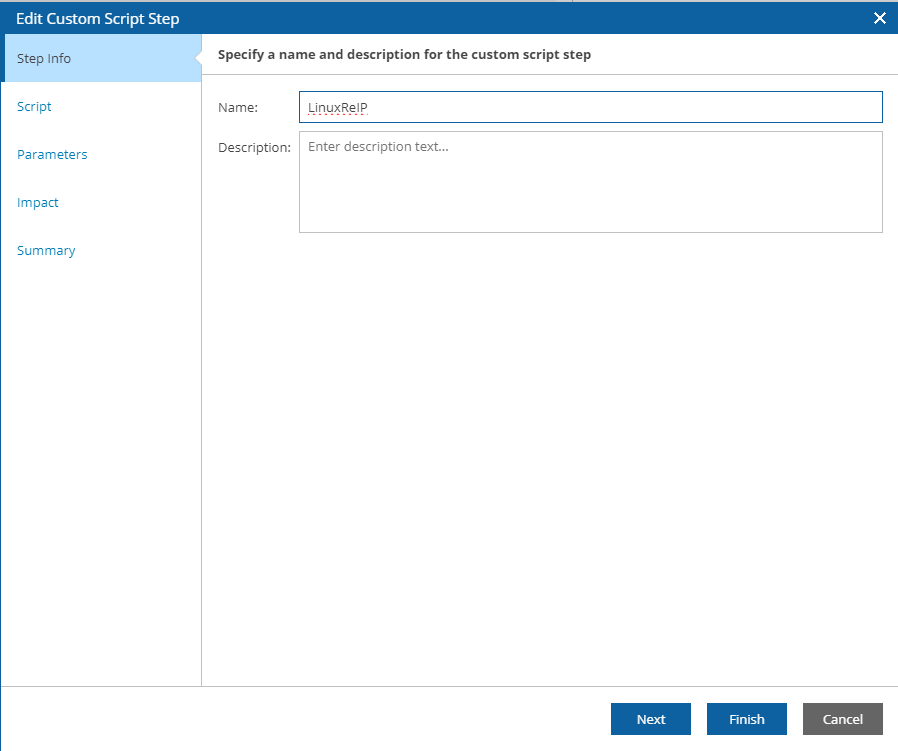 Edit Custom Script Step
Step Info
Script
Parameters
Impact
Summary
Specify a name and description for the custom script step
Name: LinuxReIP
Description: Enter description text...
Next Finish Cancel